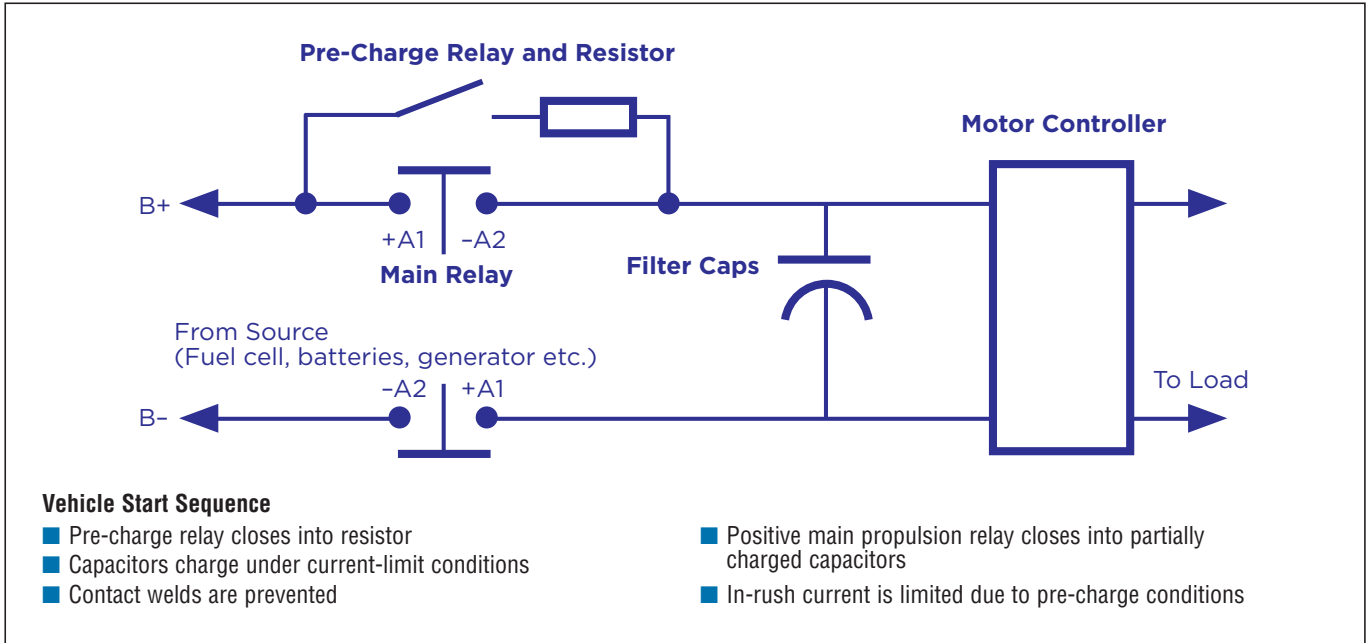 Pre-Charge Relay and Resistor
Motor Controller
B+
+A1 –A2
Main Relay
Filter Caps
From Source
(Fuel cell, batteries, generator etc.)
–A2 +A1
To Load
B–
Vehicle Start Sequence
■ Pre-charge relay closes into resistor
■ Capacitors charge under current-limit conditions
■ Contact welds are prevented
■ Positive main propulsion relay closes into partially
charged capacitors
■ In-rush current is limited due to pre-charge conditions